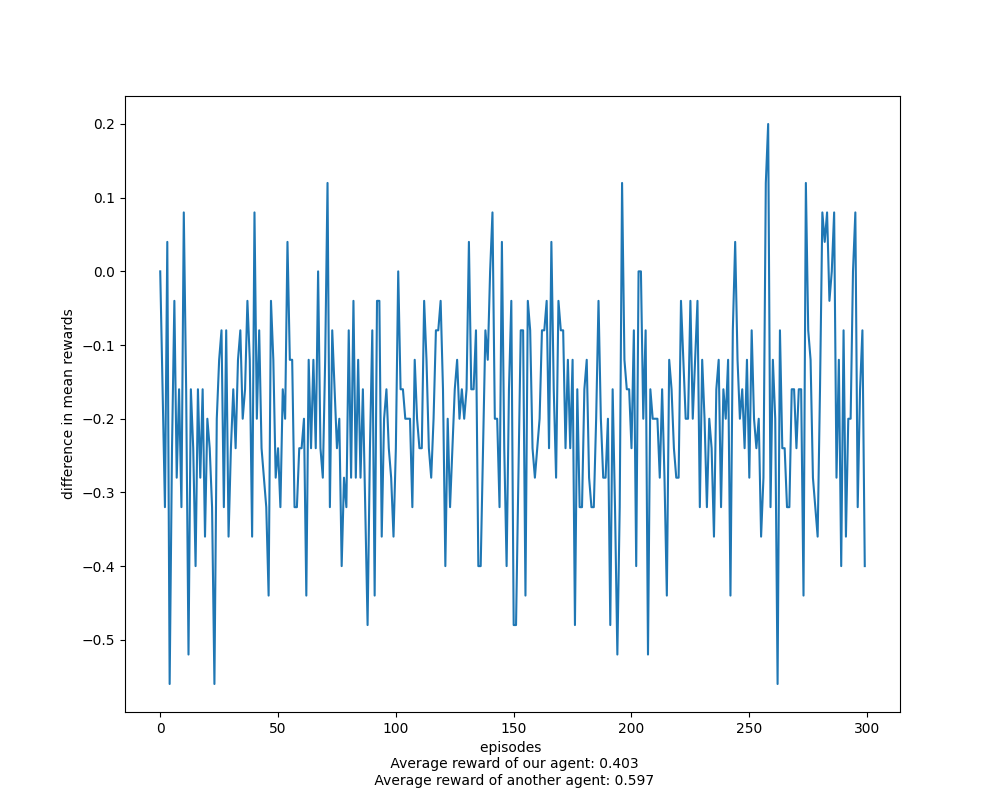 0.2
0.1
0.0
−0.1
−0.2
−0.3
−0.4
−0.5
difference in mean rewards
0 50 100 150 200 250 300
episodes
Average reward of our agent: 0.403
Average reward of another agent: 0.597